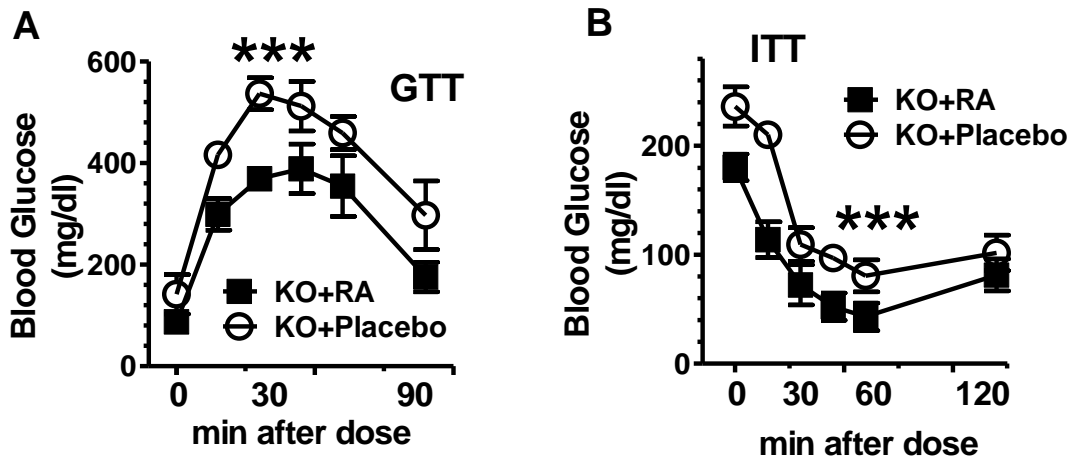 A
***
GTT
Blood Glucose
(mg/dl)
600
400
200
0
KO+RA
KO+Placebo
0 30 90
min after dose
B
ITT
KO+RA
KO+Placebo
***
Blood Glucose
(mg/dl)
200
100
0
0 30 60 120
min after dose